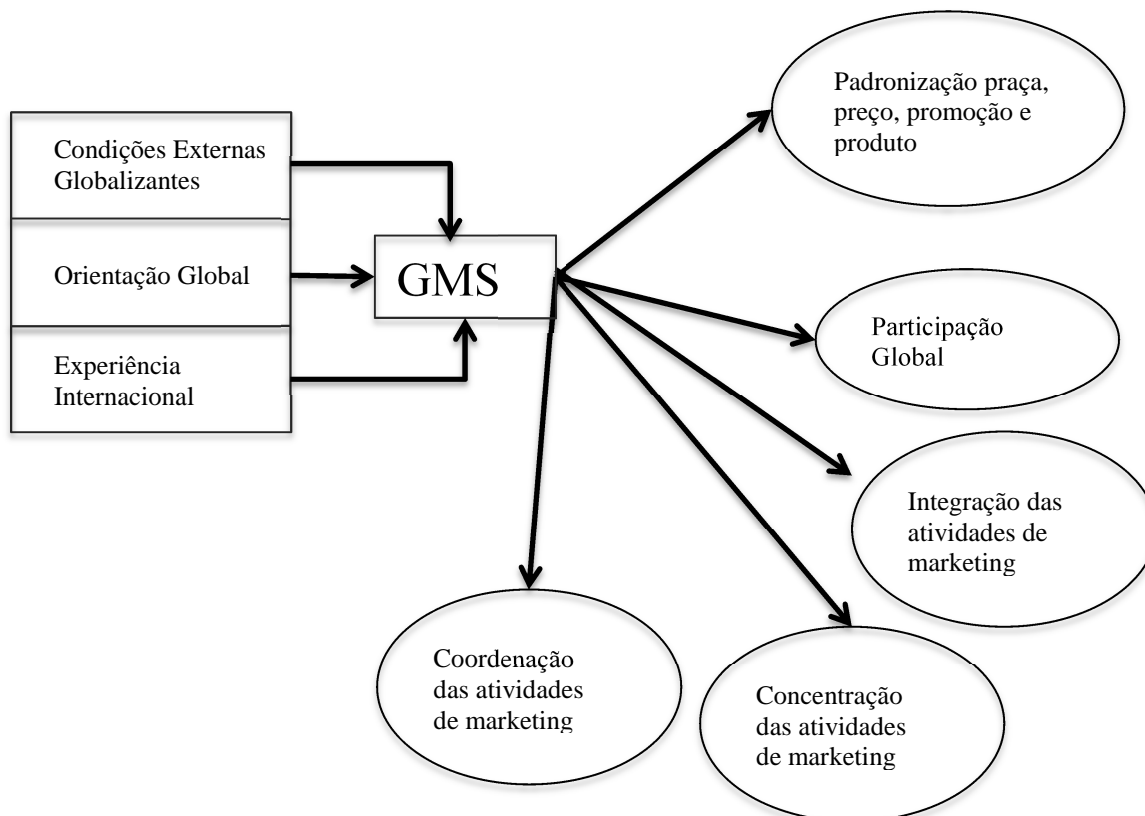 Padronização praça,
preço, promoção e
produto
Condições Externas
Globalizantes
Orientação Global
GMS
Experiência
Internacional
Participação
Global
Integração das
atividades de
marketing
Coordenação
das atividades
de marketing
Concentração
das atividades
de marketing